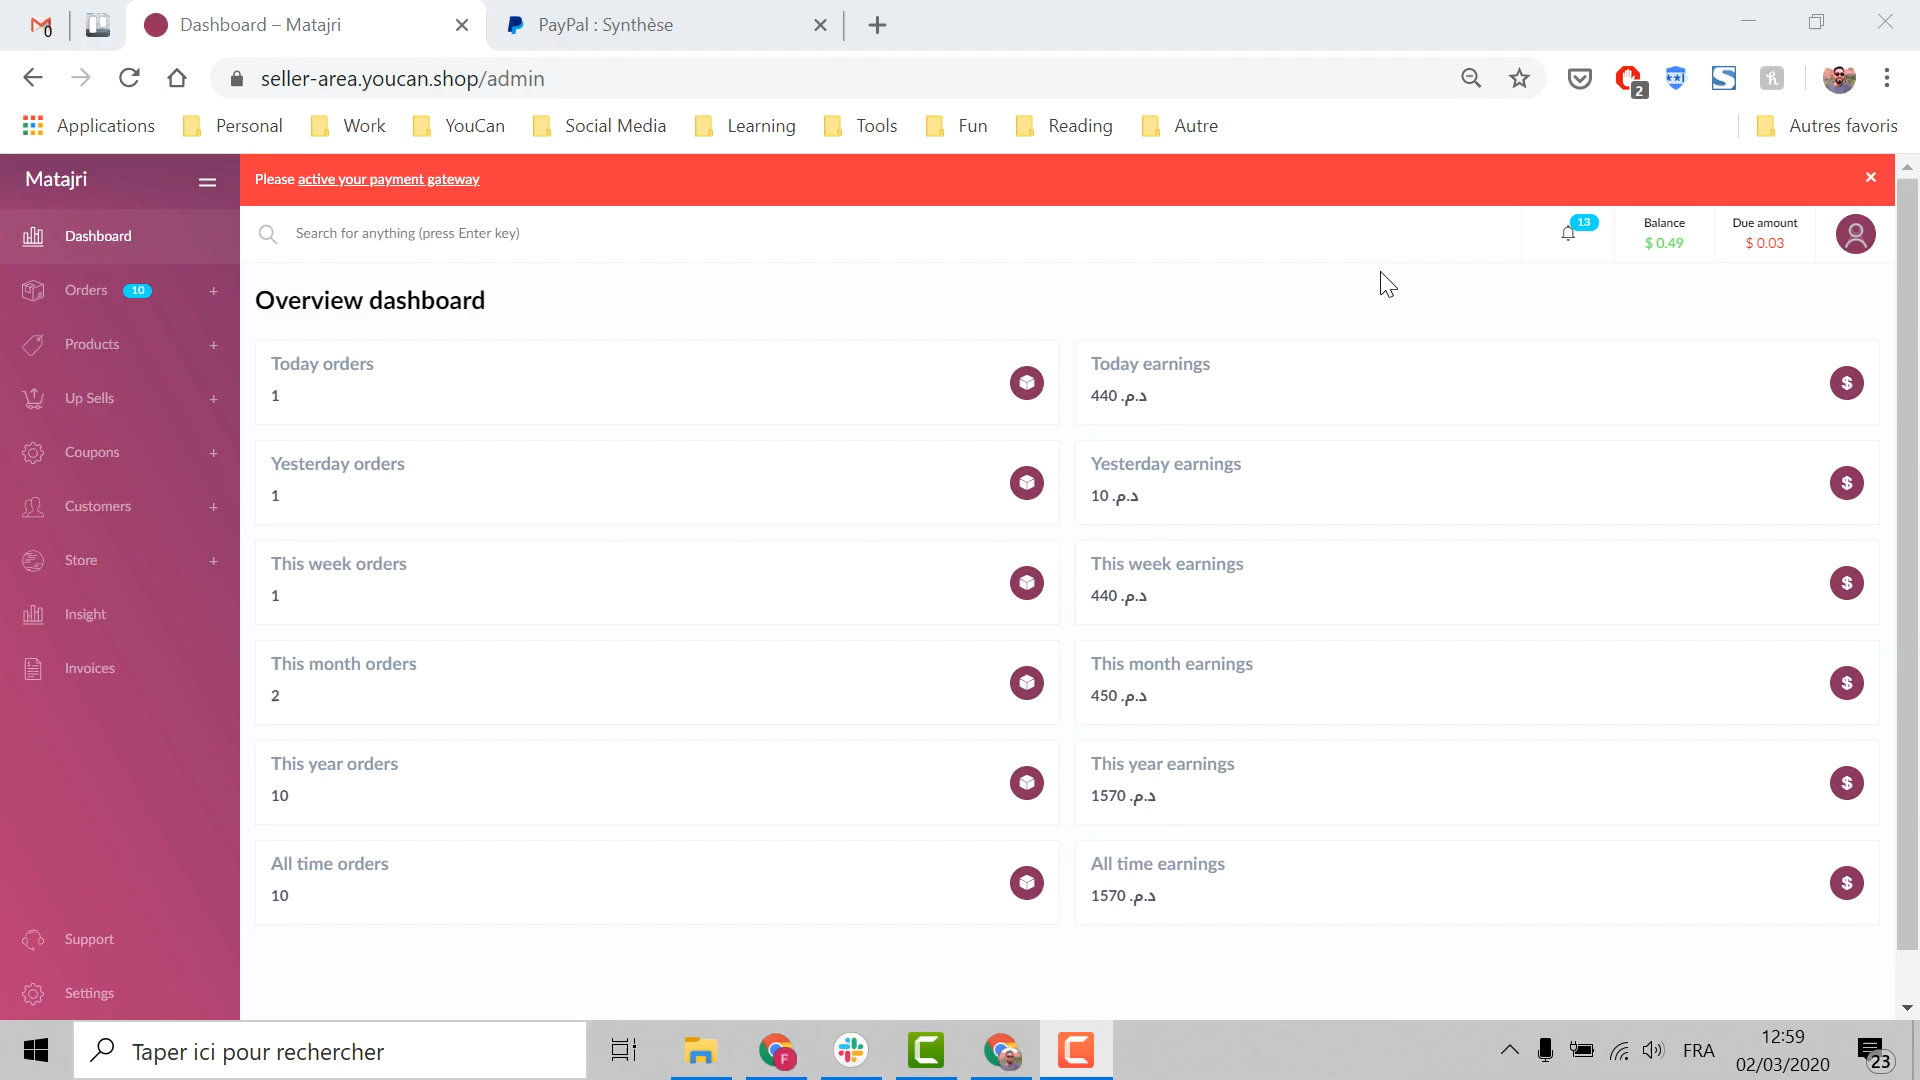 Dashboard – Matajri
PayPal : Synthèse
seller-area.youcan.shop/admin
2
Applications
Personal
Work
YouCan
Social Media
Learning
Tools
Fun
Reading
Autre
Autres favoris
Matajri
Please active your payment gateway
Search for anything (press Enter key)
13
Balance
$ 0.49
Due amount
$ 0.03
Dashboard
Orders 10 +
Products +
Up Sells +
Coupons +
Customers +
Store +
Insight
Invoices
Support
Settings
Overview dashboard
Today orders
1
Today earnings
440 د.م.
Yesterday orders
1
Yesterday earnings
10 د.م.
This week orders
1
This week earnings
440 د.م.
This month orders
2
This month earnings
450 د.م.
This year orders
10
This year earnings
1570 د.م.
All time orders
10
All time earnings
1570 د.م.
Taper ici pour rechercher
F
FRA
12:59
02/03/2020
23